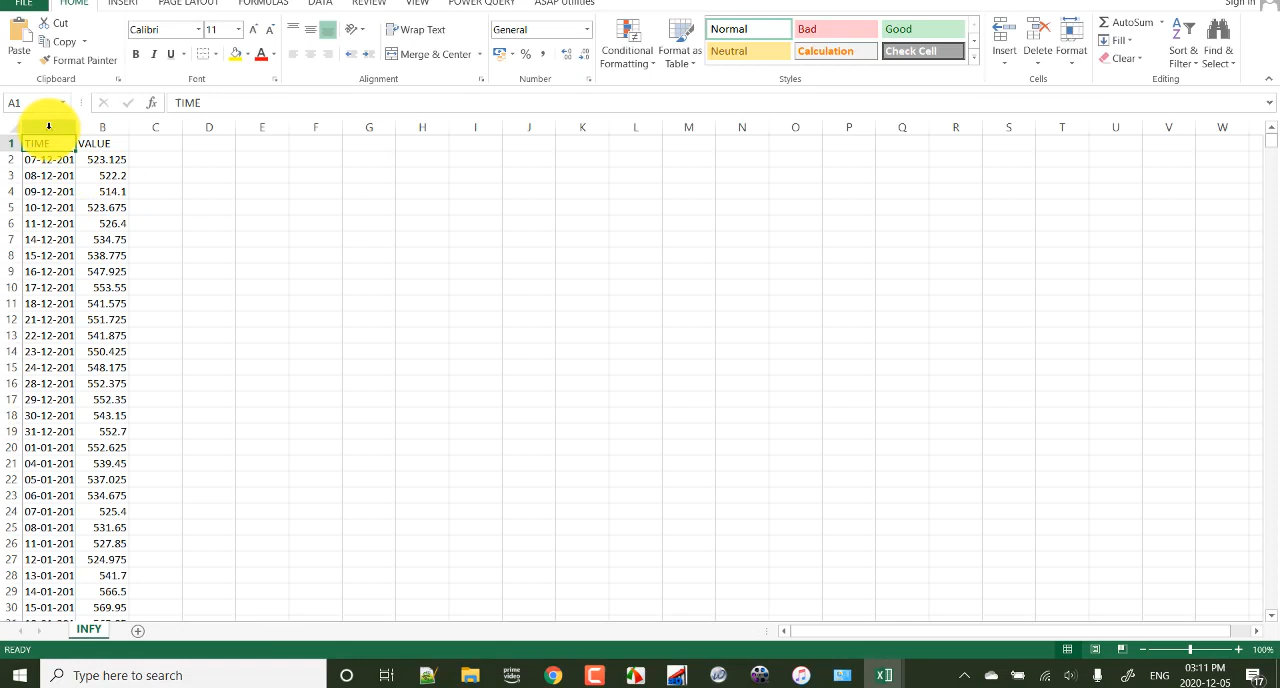 FILE HOME INSERT PAGE LAYOUT FORMULAS DATA REVIEW VIEW POWER QUERY ASAP Utilities Sign in
Paste Cut Copy Format Painter
Clipboard
Calibri 11
B I U A
Font
Wrap Text
Merge & Center
Alignment
General
%
Number
Conditional Formatting
Format as Table
Normal Bad Good
Neutral Calculation Check Cell
Styles
Insert Delete Format
Cells
AutoSum
Fill
Clear
Sort & Filter
Find & Select
Editing
A1 fx TIME
B C D E F G H I J K L M N O P Q R S T U V W
1 TIME VALUE
2 07-12-201 523.125
3 08-12-201 522.2
4 09-12-201 514.1
5 10-12-201 523.675
6 11-12-201 526.4
7 14-12-201 534.75
8 15-12-201 538.775
9 16-12-201 547.925
10 17-12-201 553.55
11 18-12-201 541.575
12 21-12-201 551.725
13 22-12-201 541.875
14 23-12-201 550.425
15 24-12-201 548.175
16 28-12-201 552.375
17 29-12-201 552.35
18 30-12-201 543.15
19 31-12-201 552.7
20 01-01-201 552.625
21 04-01-201 539.45
22 05-01-201 537.025
23 06-01-201 534.675
24 07-01-201 525.4
25 08-01-201 531.65
26 11-01-201 527.85
27 12-01-201 524.975
28 13-01-201 541.7
29 14-01-201 566.5
30 15-01-201 569.95
INFY
READY 100%
Type here to search
prime video
ENG
03:11 PM
2020-12-05
17